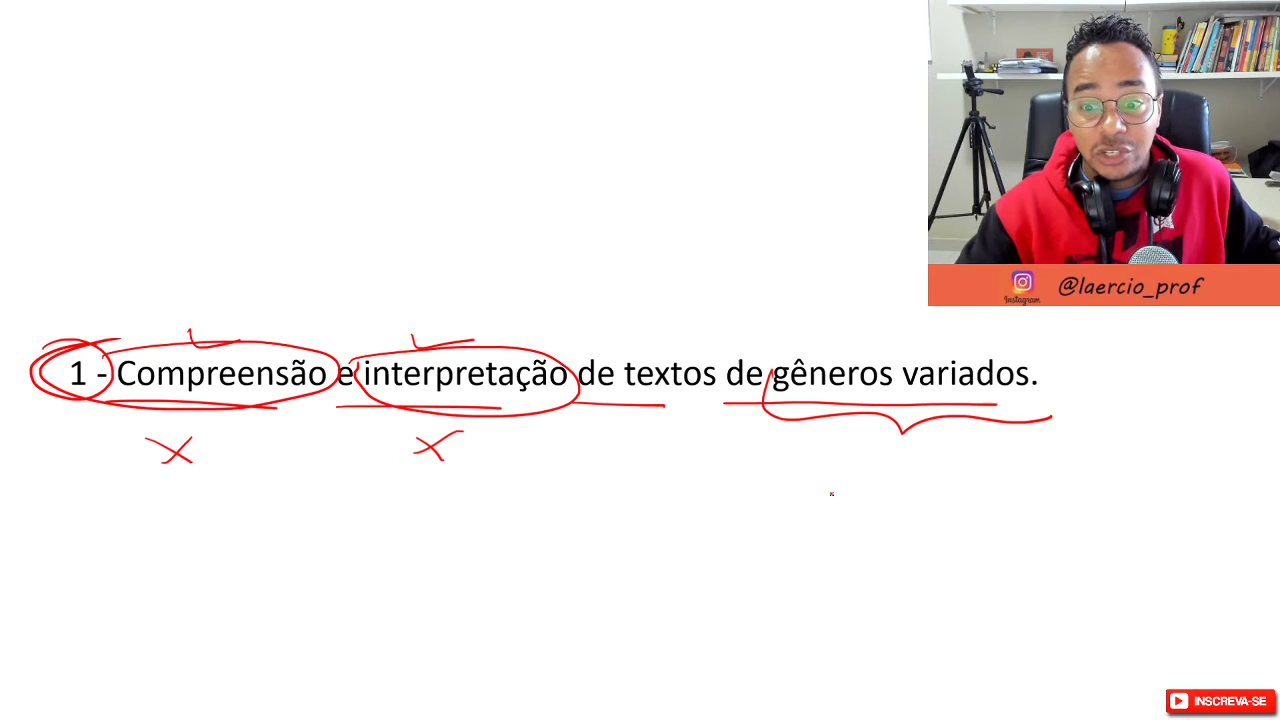 Instagram
@laercio_prof
1 - Compreensão e interpretação de textos de gêneros variados.
X X
INSCREVA-SE